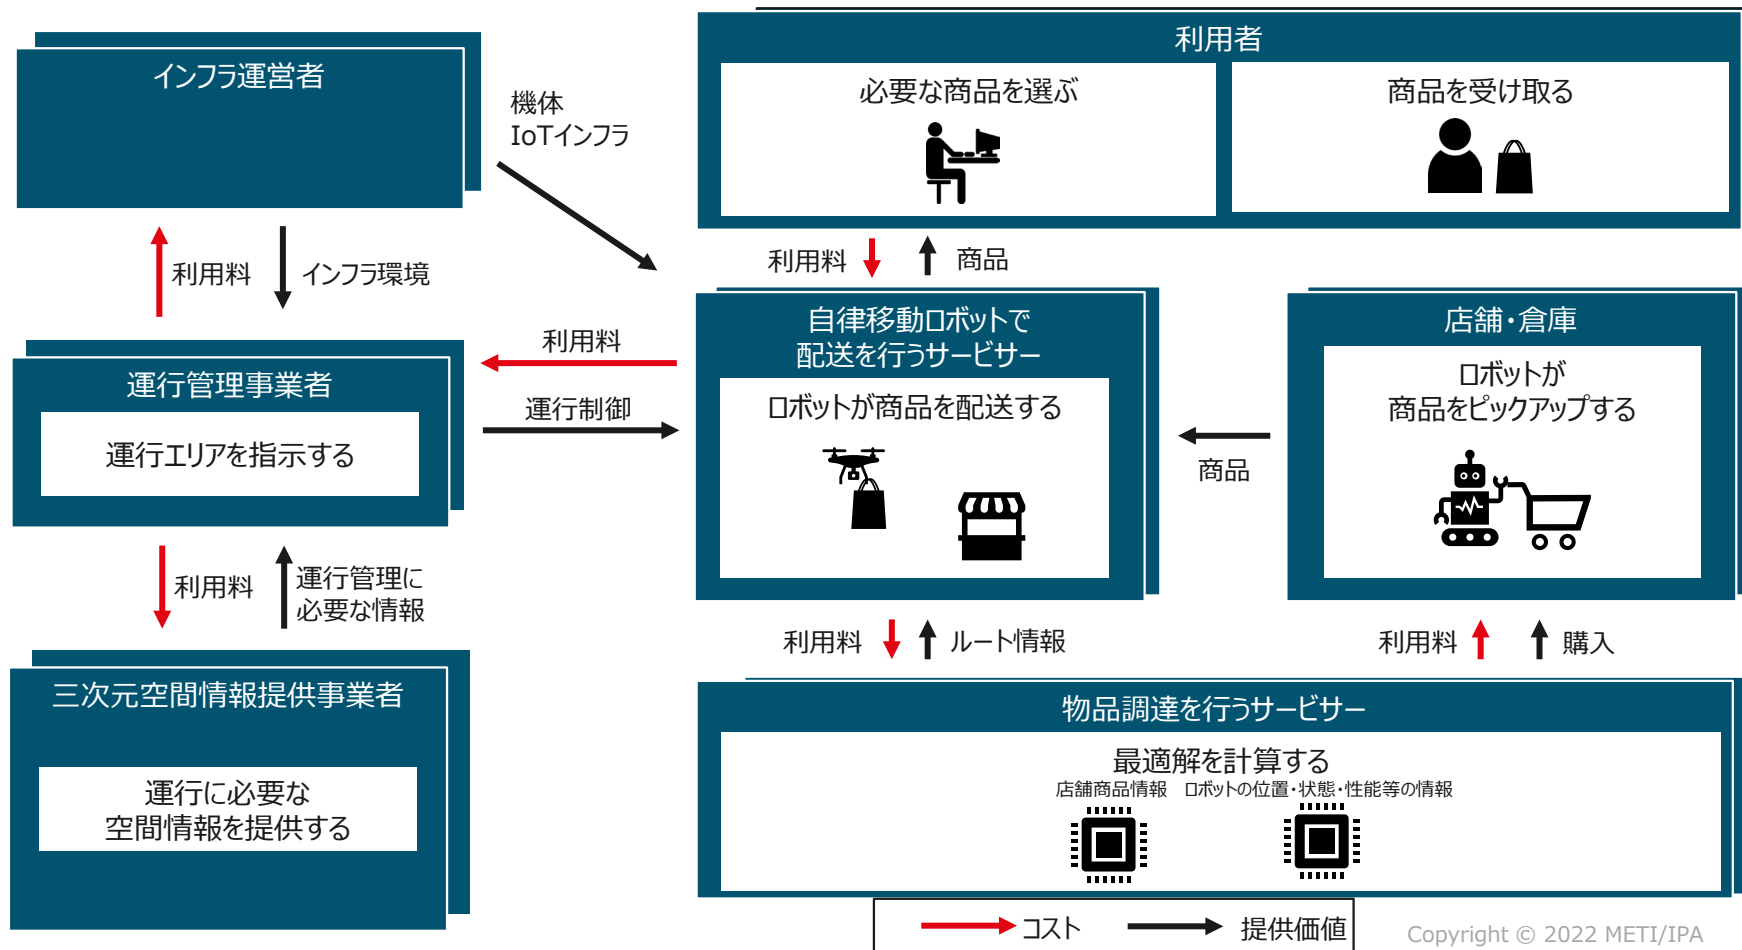 インフラ運営者
機体
IoTインフラ
利用者
必要な商品を選ぶ
商品を受け取る
利用料
インフラ環境
利用料
商品
運行管理事業者
運行エリアを指示する
利用料
運行制御
自律移動ロボットで
配送を行うサービサー
ロボットが商品を配送する
店舗・倉庫
ロボットが
商品をピックアップする
商品
利用料
運行管理に
必要な情報
利用料
ルート情報
利用料
購入
三次元空間情報提供事業者
運行に必要な
空間情報を提供する
物品調達を行うサービサー
最適解を計算する
店舗商品情報 ロボットの位置・状態・性能等の情報
コスト
提供価値
Copyright © 2022 METI/IPA